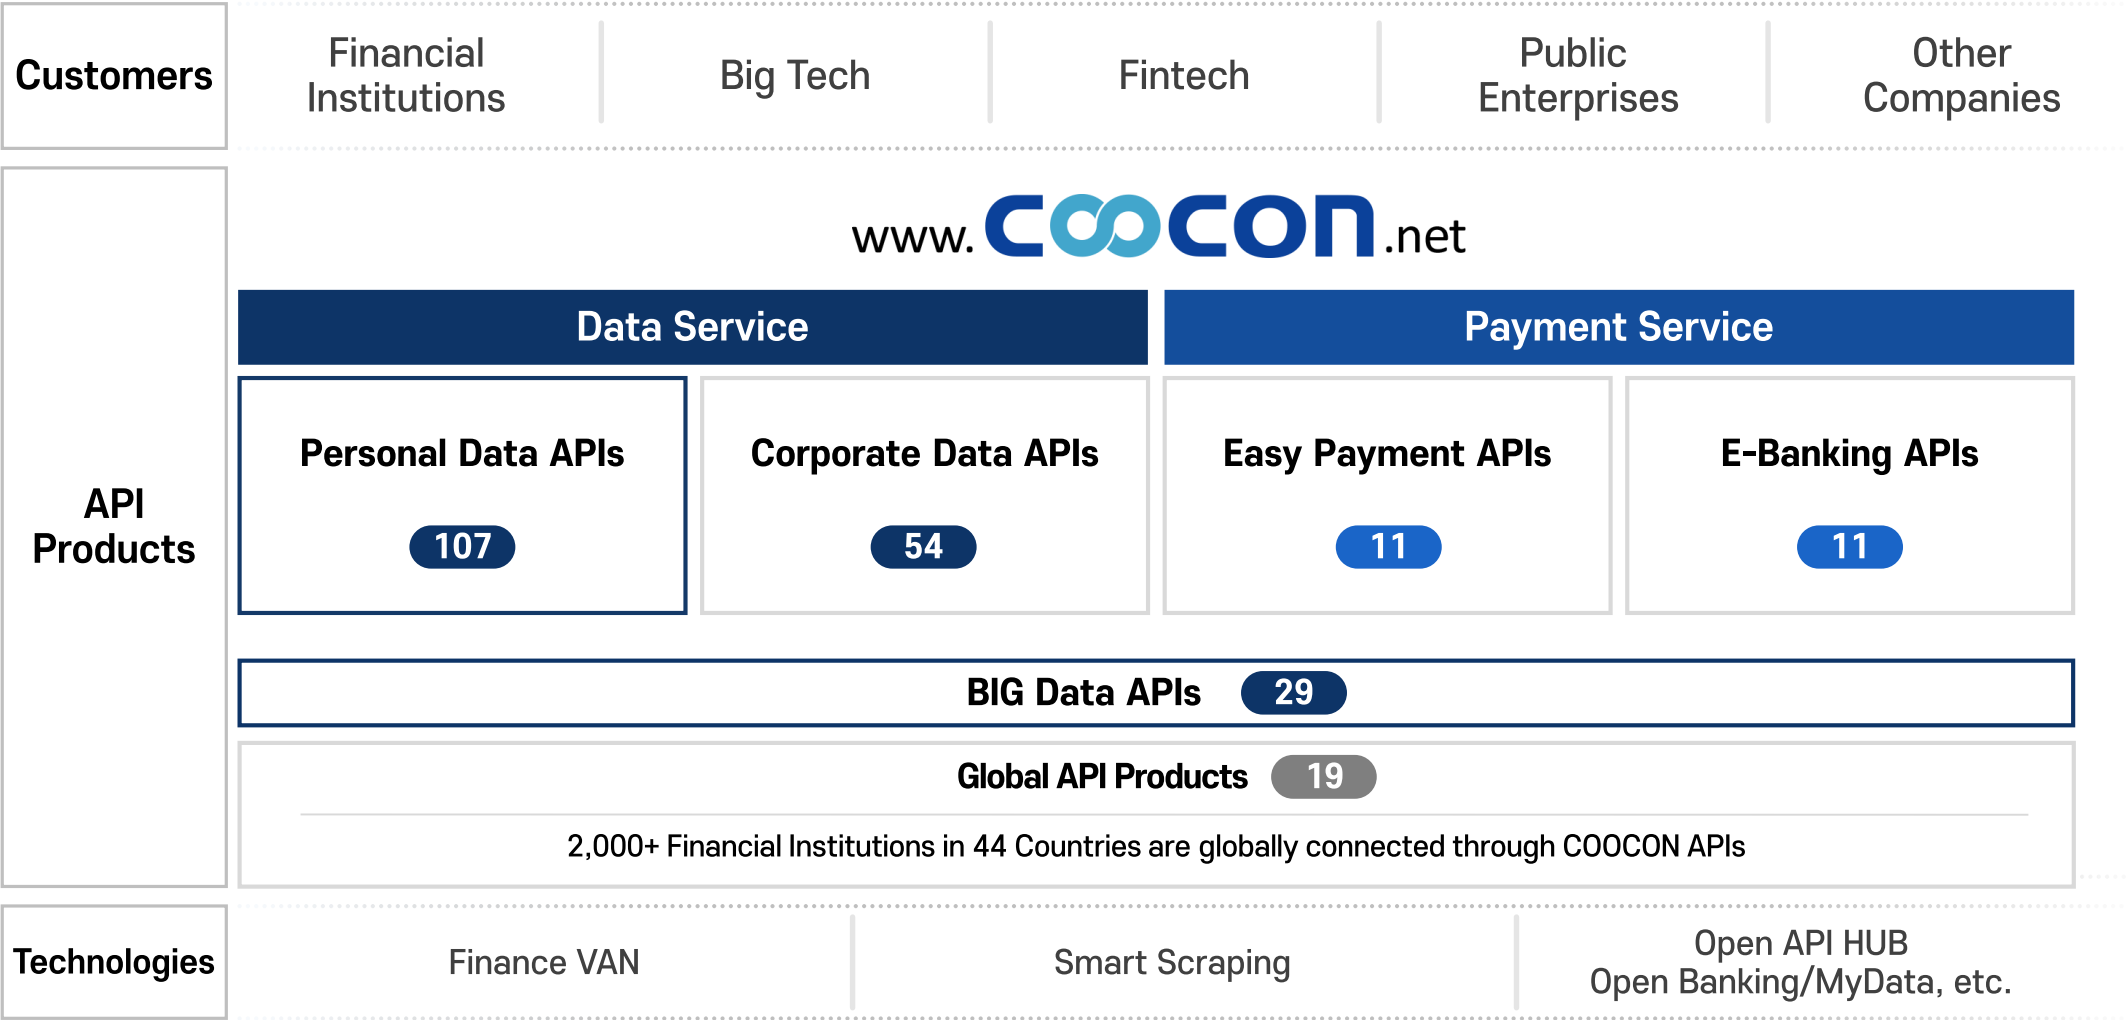 Customers
Financial
Institutions
Big Tech
Fintech
Public
Enterprises
Other
Companies
API
Products
www.coocon.net
Data Service
Payment Service
Personal Data APIs
107
Corporate Data APIs
54
Easy Payment APIs
11
E-Banking APIs
11
BIG Data APIs 29
Global API Products 19
2,000+ Financial Institutions in 44 Countries are globally connected through COOCON APIs
Technologies
Finance VAN
Smart Scraping
Open API HUB
Open Banking/MyData, etc.